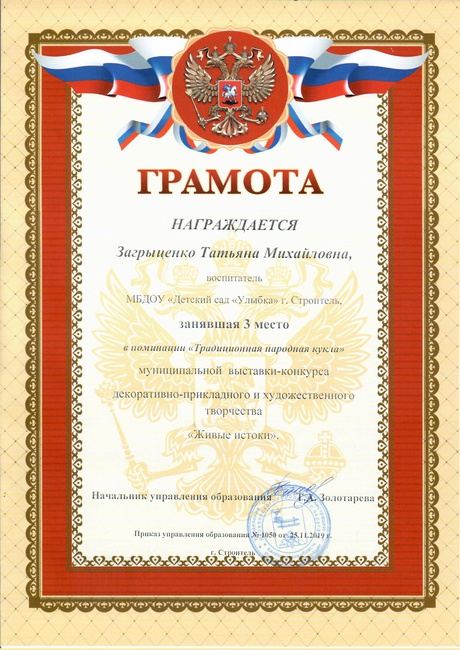 ГРАМОТА
НАГРАЖДАЕТСЯ
Загрыценко Татьяна Михайловна,
воспитатель
МБДОУ «Детский сад «Улыбка» г. Строитель,
занявшая 3 место
в номинации «Традиционная народная кукла»
муниципальной выставки-конкурса
декоративно-прикладного и художественного
творчества
«Живые истоки».
Начальник управления образования Г.А. Золотарева
Приказ управления образования № 1050 от 25.11.2019 г.
г. Строитель